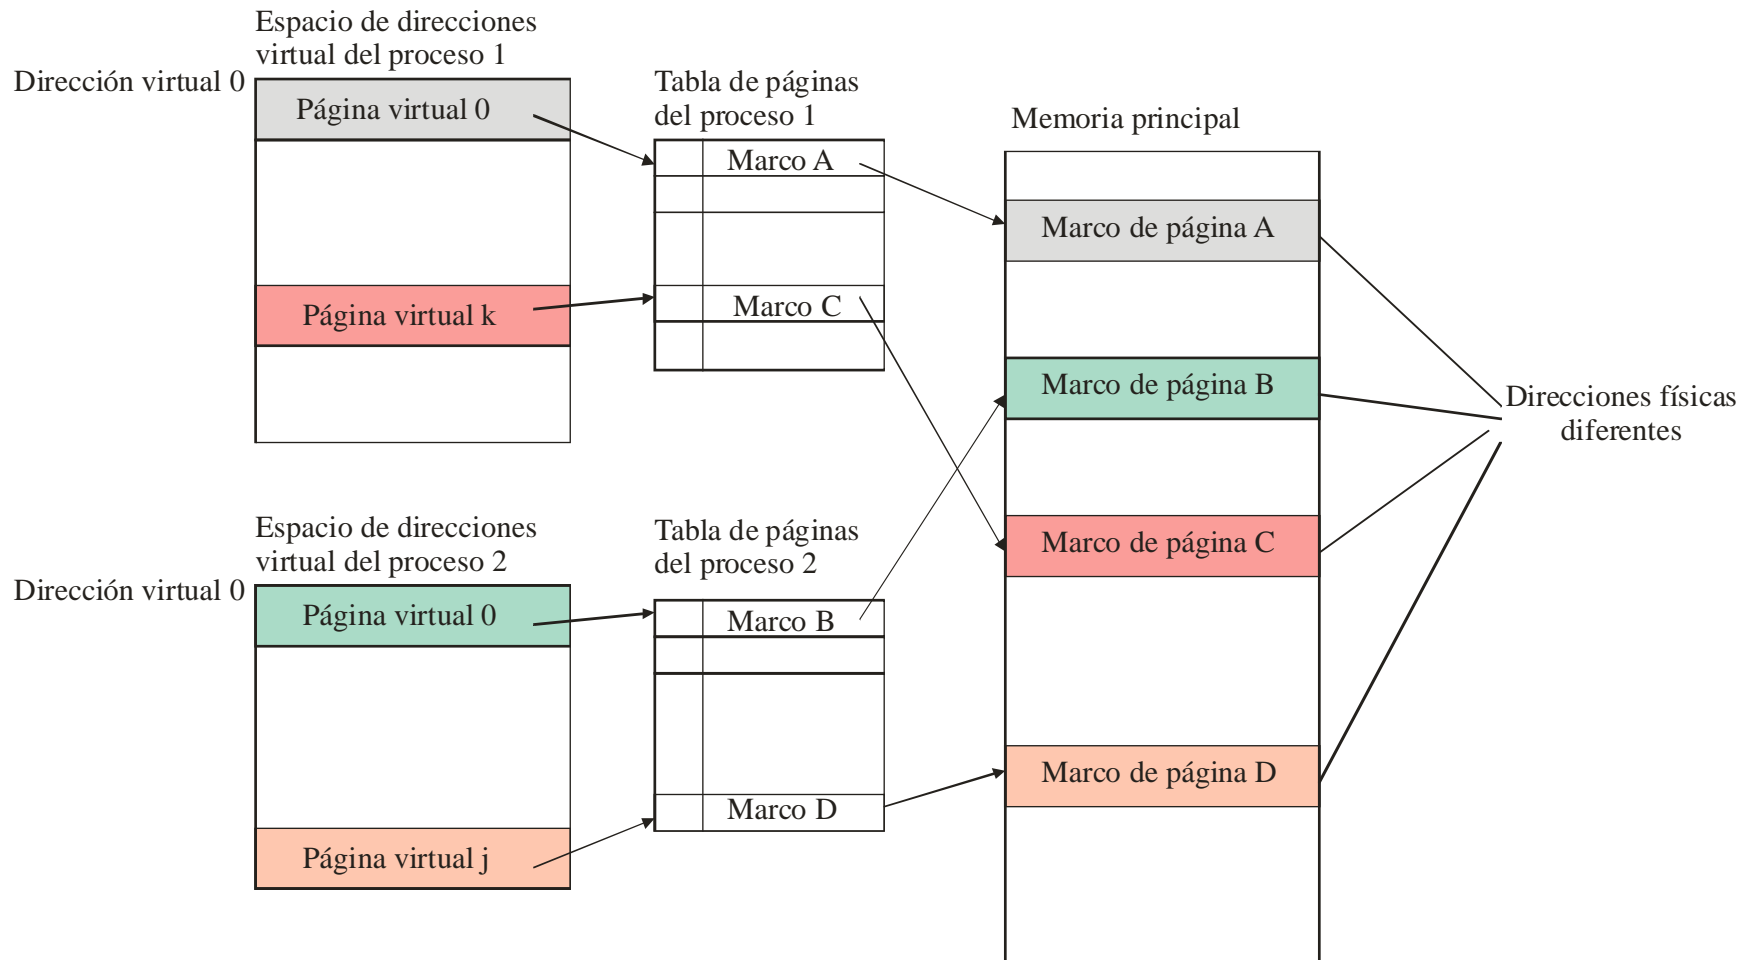 Espacio de direcciones
virtual del proceso 1
Dirección virtual 0
Página virtual 0
Página virtual k
Tabla de páginas
del proceso 1
Marco A
Marco C
Memoria principal
Marco de página A
Marco de página B
Marco de página C
Marco de página D
Direcciones físicas
diferentes
Espacio de direcciones
virtual del proceso 2
Dirección virtual 0
Página virtual 0
Página virtual j
Tabla de páginas
del proceso 2
Marco B
Marco D